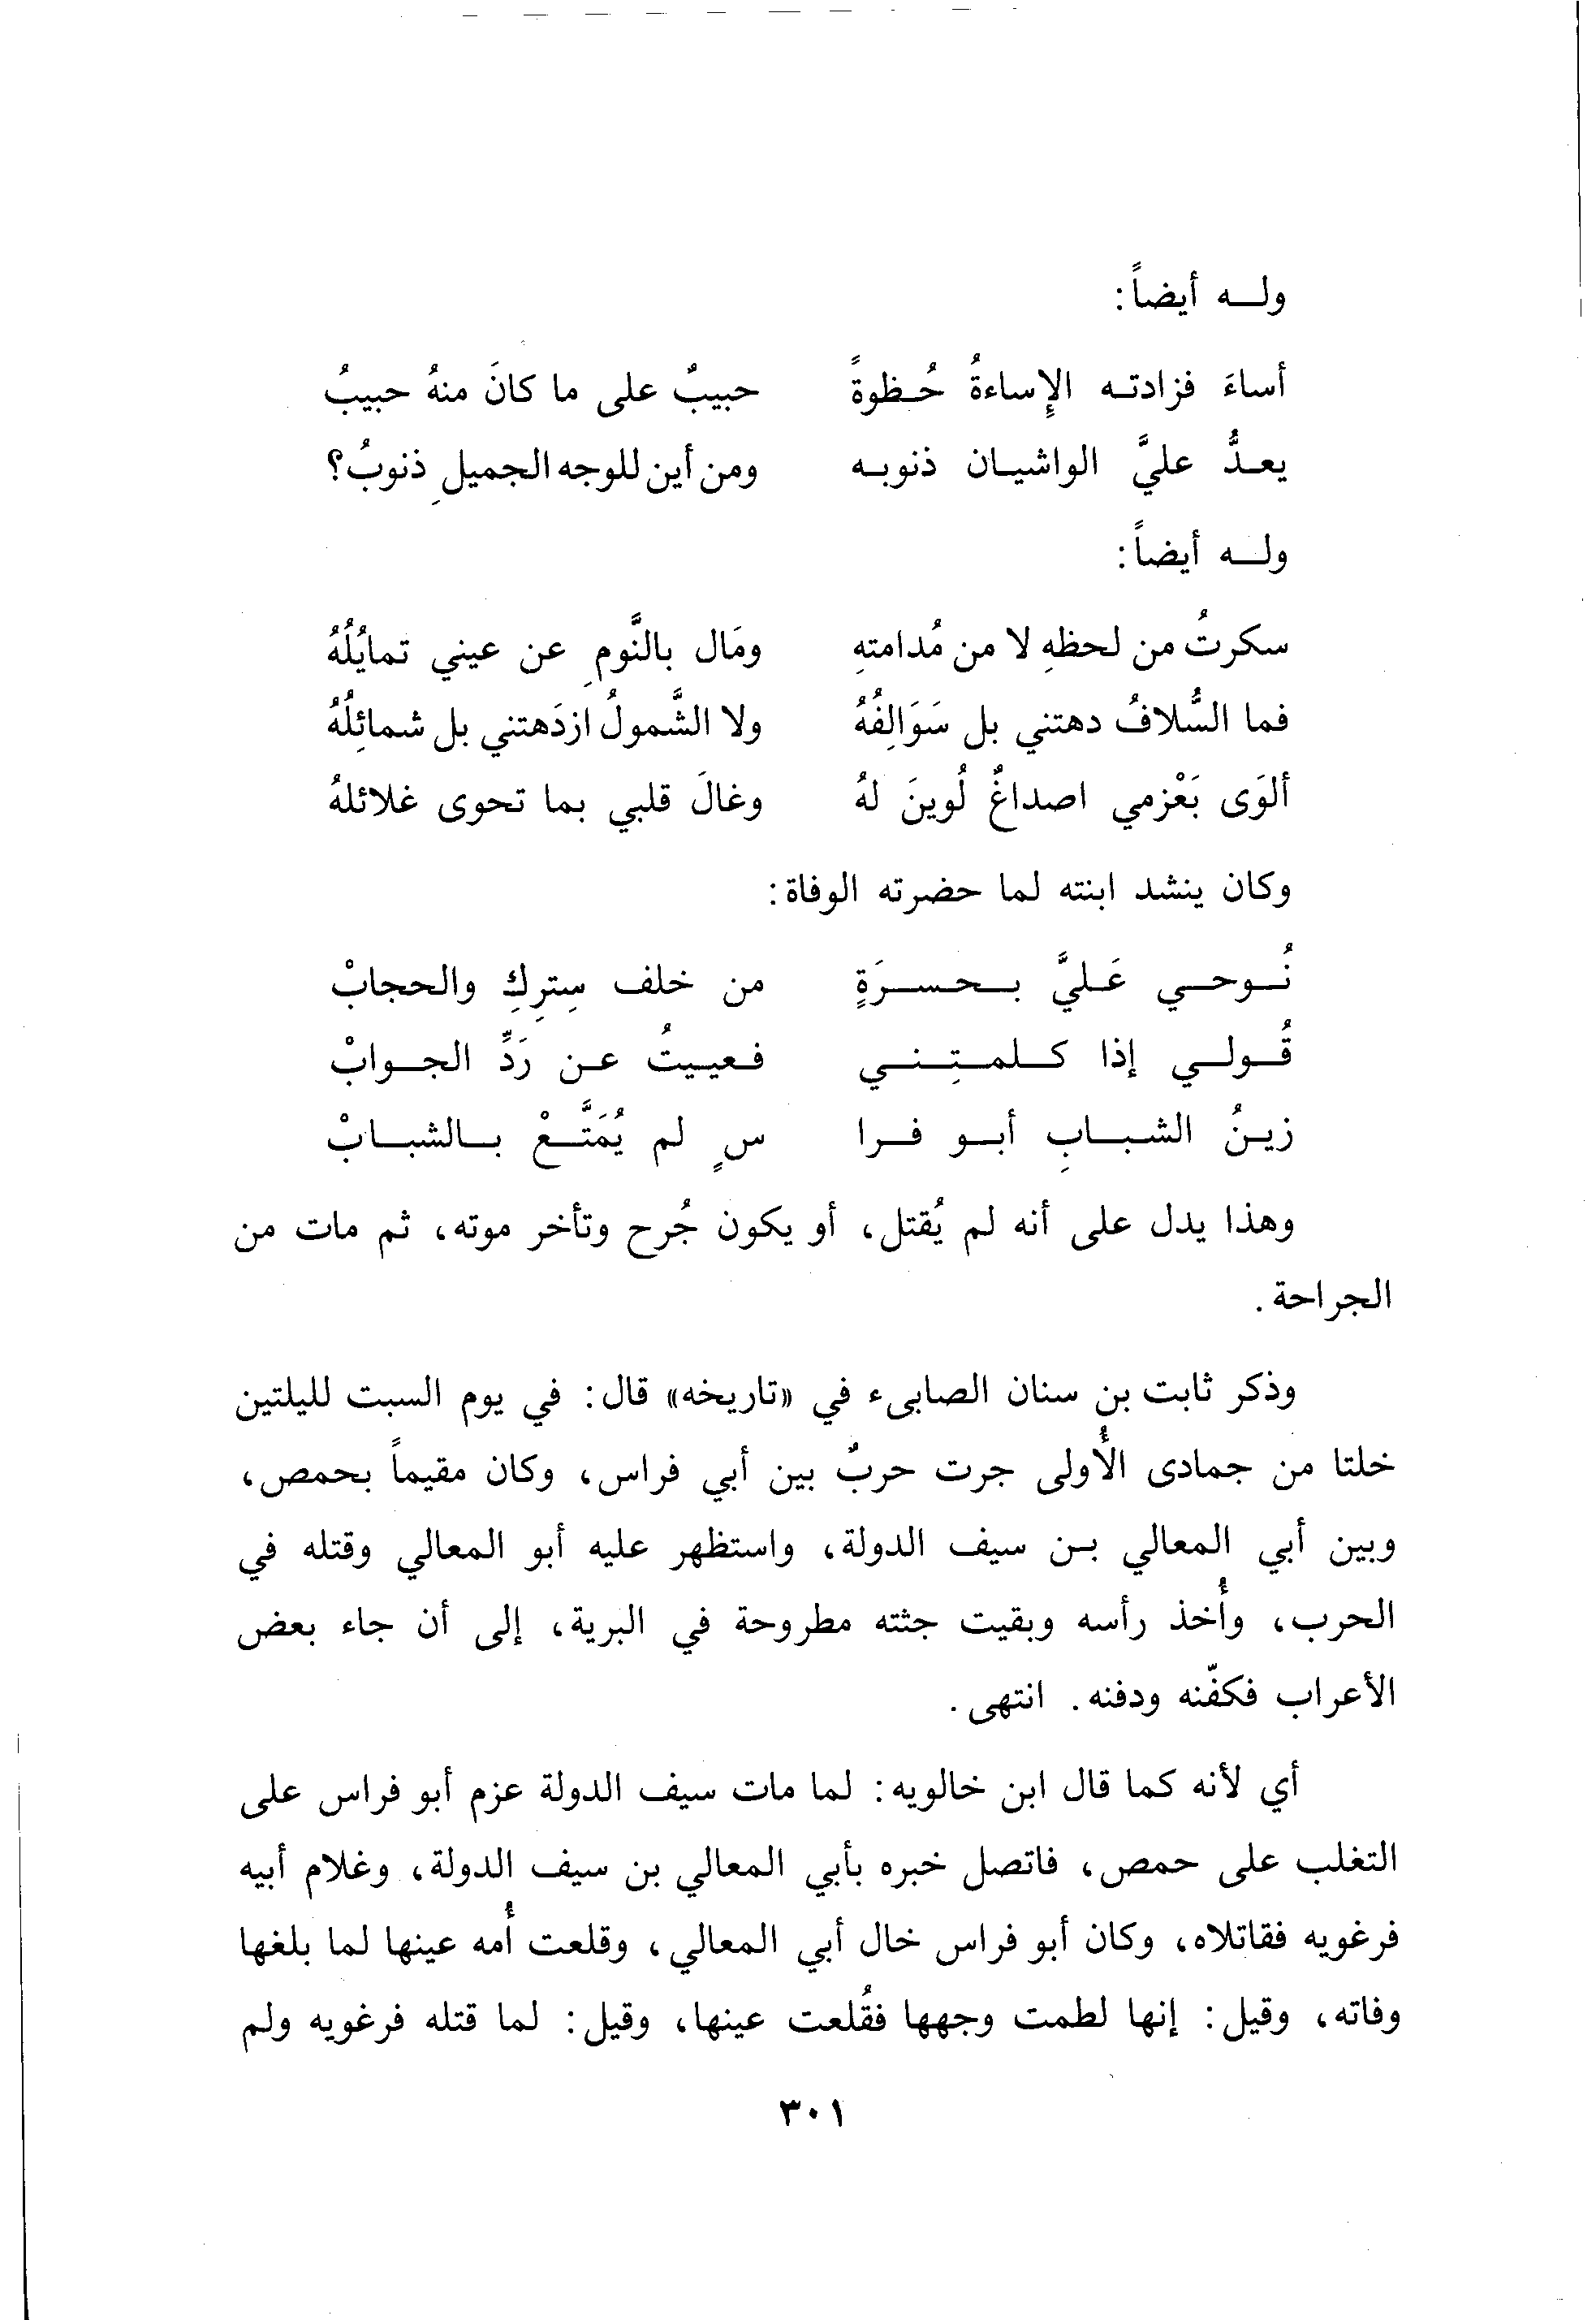 ولــه أيضاً:
أساءَ فزادتـه الإِساءةُ حُـظوةً حبيبٌ على ما كانَ منهُ حبيبُ
يعـدُّ عليَّ الواشيـان ذنوبـه ومن أين للوجه الجميلِ ذنوبُ؟
ولــه أيضاً:
سكرتُ من لحظهِ لا من مُدامتهِ ومَال بالنَّومِ عن عيني تمايُلُهُ
فما السُّلافُ دهتني بل سَوَالِفُهُ ولا الشَّمولُ ازدَهتني بل شمائِلُهُ
ألوَى بَعْزمي اصداغٌ لُوينَ لهُ وغالَ قلبي بما تحوى غلائلهُ
وكان ينشد ابنته لما حضرته الوفاة:
نُـوحـي عَـليَّ بـحـسـرَةٍ من خلف سِترِكِ والحجابْ
قُـولـي إذا كـلـمـتِـنـي فـعيـيتُ عـن رَدِّ الجـوابْ
زيـنُ الشـبـابِ أبـو فـرا سٍ لم يُمَتَّـعْ بـالشبـابْ
وهذا يدل على أنه لم يُقتل، أو يكون جُرح وتأخر موته، ثم مات من
الجراحة.
وذكر ثابت بن سنان الصابىء في «تاريخه» قال: في يوم السبت لليلتين
خلتا من جمادى الأُولى جرت حربٌ بين أبي فراس، وكان مقيماً بحمص،
وبين أبي المعالي بـن سيف الدولة، واستظهر عليه أبو المعالي وقتله في
الحرب، وأُخذ رأسه وبقيت جثته مطروحة في البرية، إلى أن جاء بعض
الأعراب فكفّنه ودفنه. انتهى.
أي لأنه كما قال ابن خالويه: لما مات سيف الدولة عزم أبو فراس على
التغلب على حمص، فاتصل خبره بأبي المعالي بن سيف الدولة، وغلام أبيه
فرغويه فقاتلاه، وكان أبو فراس خال أبي المعالي، وقلعت أُمه عينها لما بلغها
وفاته، وقيل: إنها لطمت وجهها فقُلعت عينها، وقيل: لما قتله فرغويه ولم
٣٠١